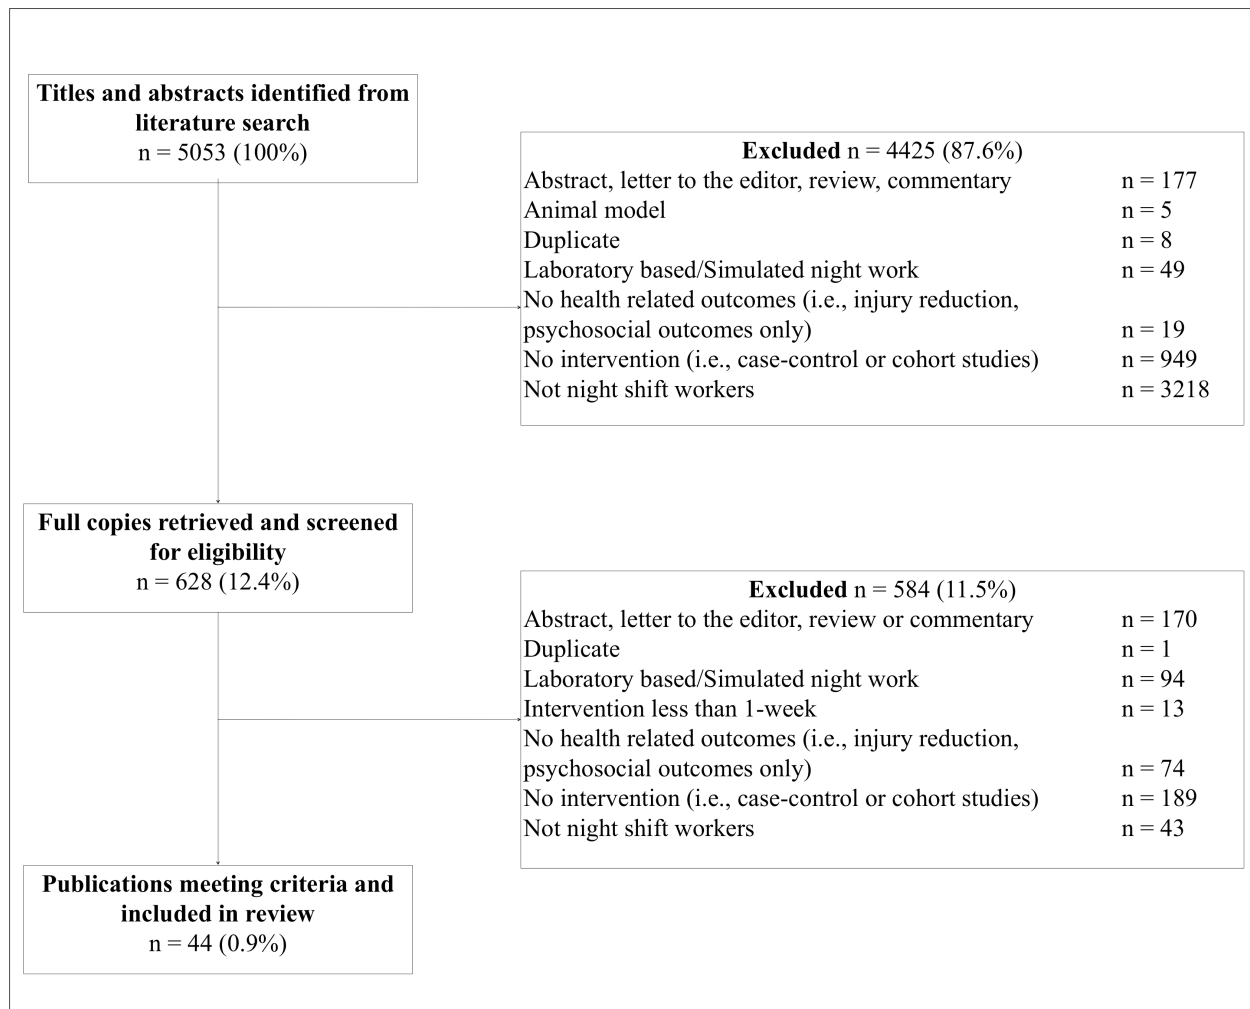 Titles and abstracts identified from
literature search
n = 5053 (100%)
Excluded n = 4425 (87.6%)
Abstract, letter to the editor, review, commentary n = 177
Animal model n = 5
Duplicate n = 8
Laboratory based/Simulated night work n = 49
No health related outcomes (i.e., injury reduction,
psychosocial outcomes only) n = 19
No intervention (i.e., case-control or cohort studies) n = 949
Not night shift workers n = 3218
Full copies retrieved and screened
for eligibility
n = 628 (12.4%)
Excluded n = 584 (11.5%)
Abstract, letter to the editor, review or commentary n = 170
Duplicate n = 1
Laboratory based/Simulated night work n = 94
Intervention less than 1-week n = 13
No health related outcomes (i.e., injury reduction,
psychosocial outcomes only) n = 74
No intervention (i.e., case-control or cohort studies) n = 189
Not night shift workers n = 43
Publications meeting criteria and
included in review
n = 44 (0.9%)